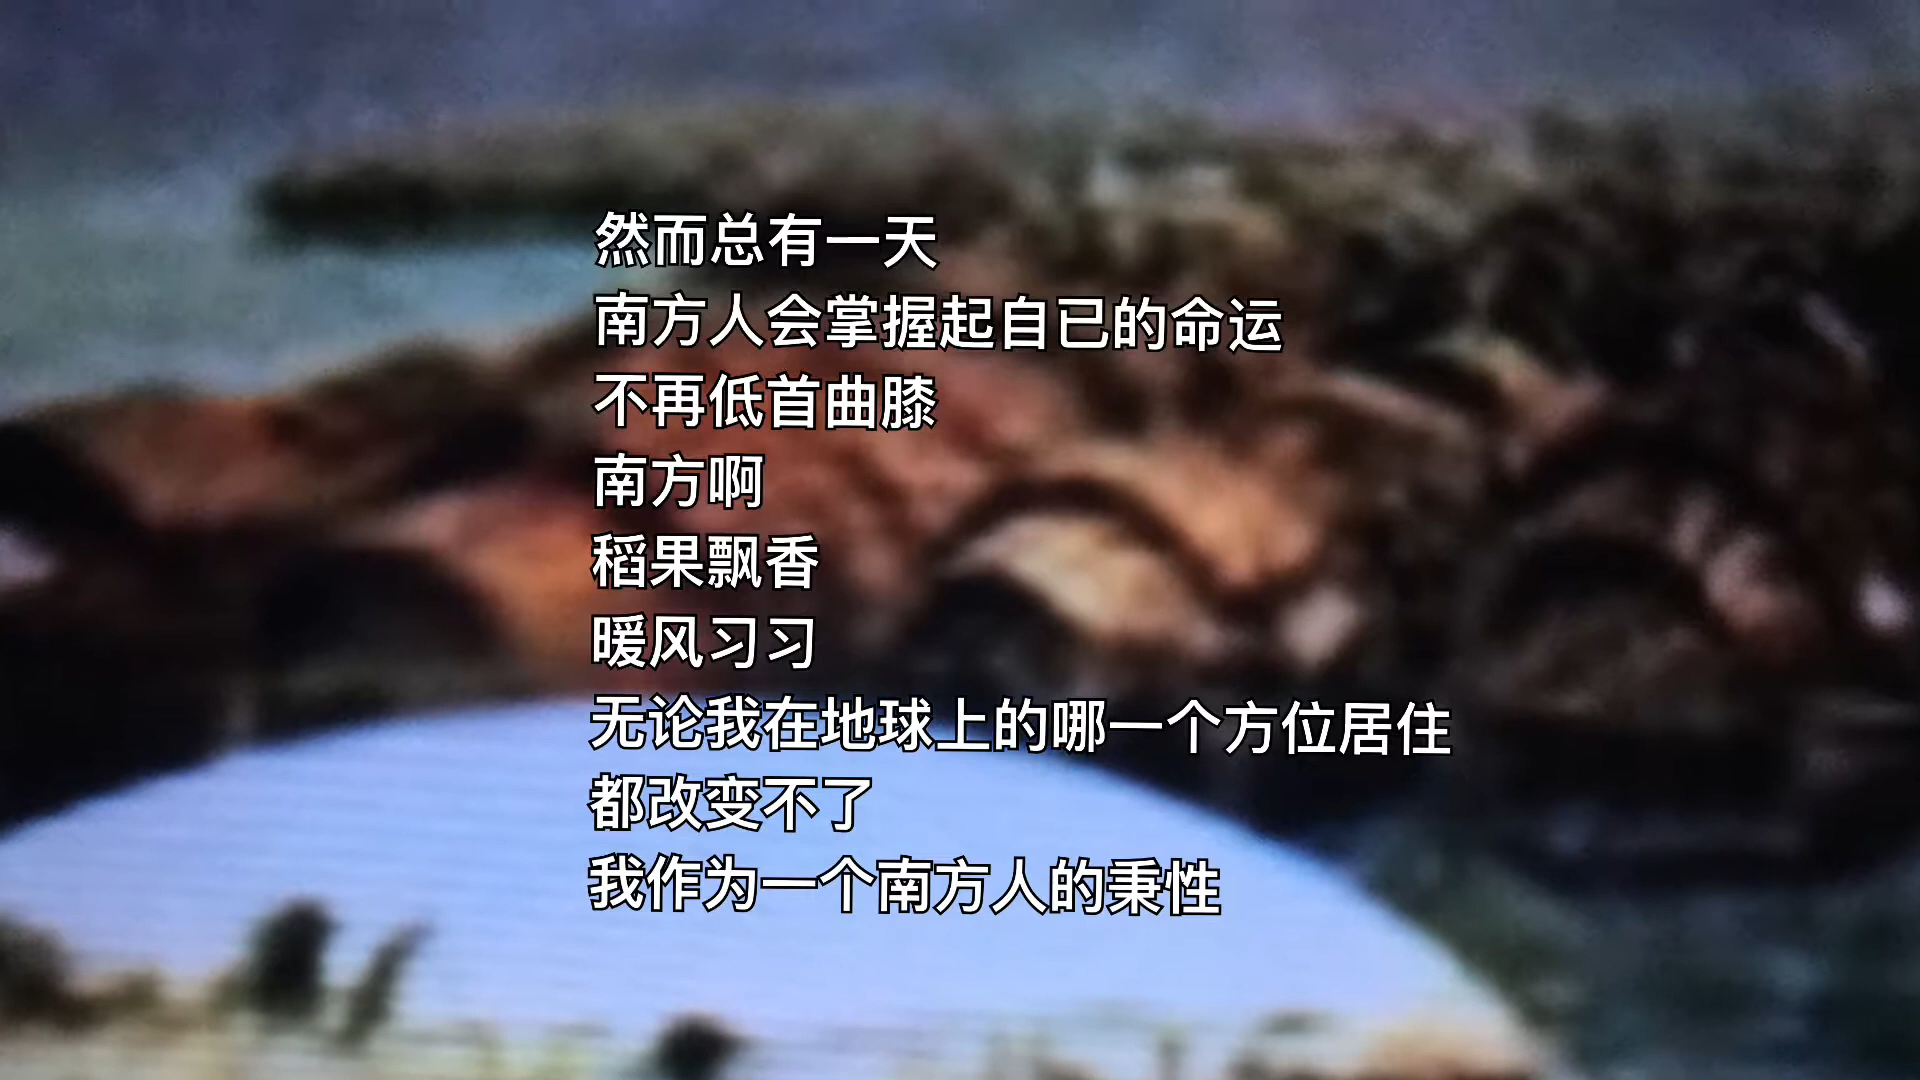 然而总有一天
南方人会掌握起自已的命运
不再低首曲膝
南方啊
稻果飘香
暖风习习
无论我在地球上的哪一个方位居住
都改变不了
我作为一个南方人的秉性